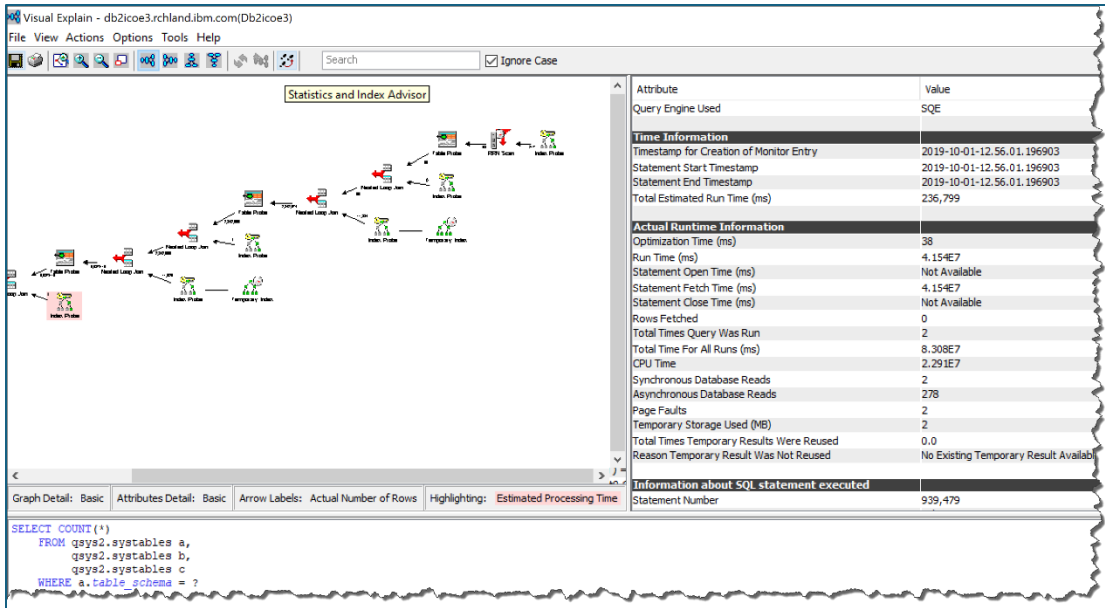 Visual Explain - db2icoe3.rchland.ibm.com(Db2icoe3)
File View Actions Options Tools Help
Search
Ignore Case
Statistics and Index Advisor
Table Probe
RRN Scan
Index Probe
Nested Loop Join
Index Probe
Table Probe
Nested Loop Join
Index Probe
Temporary Index
Table Probe
Nested Loop Join
Index Probe
Nested Loop Join
Index Probe
Temporary Index
Index Probe
Attribute Value
Query Engine Used SQE
Time Information
Timestamp for Creation of Monitor Entry 2019-10-01-12.56.01.196903
Statement Start Timestamp 2019-10-01-12.56.01.196903
Statement End Timestamp 2019-10-01-12.56.01.196903
Total Estimated Run Time (ms) 236,799
Actual Runtime Information
Optimization Time (ms) 38
Run Time (ms) 4.154E7
Statement Open Time (ms) Not Available
Statement Fetch Time (ms) 4.154E7
Statement Close Time (ms) Not Available
Rows Fetched 0
Total Times Query Was Run 2
Total Time For All Runs (ms) 8.308E7
CPU Time 2.291E7
Synchronous Database Reads 2
Asynchronous Database Reads 278
Page Faults 2
Temporary Storage Used (MB) 2
Total Times Temporary Results Were Reused 0.0
Reason Temporary Result Was Not Reused No Existing Temporary Result Availabl
Information about SQL statement executed
Statement Number 939,479
Graph Detail: Basic Attributes Detail: Basic Arrow Labels: Actual Number of Rows Highlighting: Estimated Processing Time
SELECT COUNT(*)
FROM qsys2.systables a,
qsys2.systables b,
qsys2.systables c
WHERE a.table_schema = ?